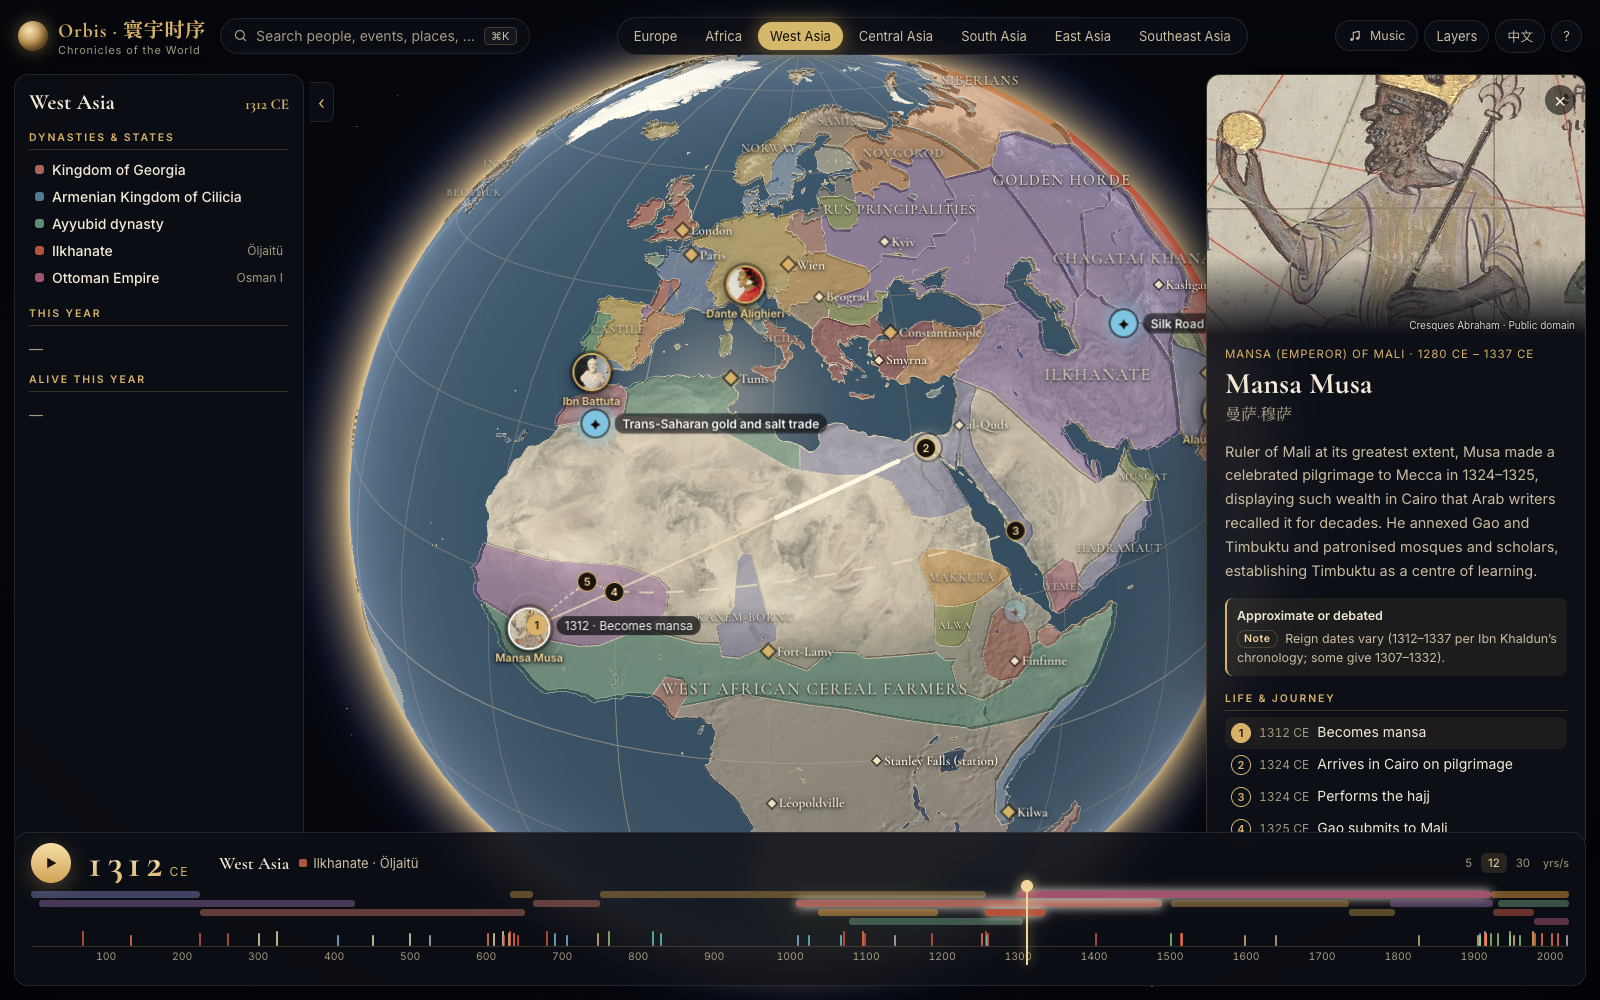 Orbis · 寰宇时序
Chronicles of the World
Search people, events, places, ...
⌘K
Europe
Africa
West Asia
Central Asia
South Asia
East Asia
Southeast Asia
Music
Layers
中文
?
West Asia
1312 CE
DYNASTIES & STATES
Kingdom of Georgia
Armenian Kingdom of Cilicia
Ayyubid dynasty
Ilkhanate
Öljaitü
Ottoman Empire
Osman I
THIS YEAR
—
ALIVE THIS YEAR
—
SIBERIANS
SAMIS
NORWAY
NOVGOROD
BEOTHUK
GOLDEN HORDE
RUS PRINCIPALITIES
London
Kyiv
Paris
Wien
CHAGATAI KHANA
Kashgar
Beograd
Dante Alighieri
Silk Road
CASTILE
SICILY
Constantinople
Smyrna
ILKHANATE
Tunis
Ibn Battuta
Trans-Saharan gold and salt trade
al-Quds
2
Alau
MUSCAT
3
HADRAMAUT
5
4
MAKKURA
YEMEN
1
1312 · Becomes mansa
KANEM-BORNU
ALWA
Mansa Musa
Fort-Lamy
Finfinne
WEST AFRICAN CEREAL FARMERS
Stanley Falls (station)
Léopoldville
Kilwa
Cresques Abraham · Public domain
MANSA (EMPEROR) OF MALI · 1280 CE – 1337 CE
Mansa Musa
曼萨·穆萨
Ruler of Mali at its greatest extent, Musa made a
celebrated pilgrimage to Mecca in 1324–1325,
displaying such wealth in Cairo that Arab writers
recalled it for decades. He annexed Gao and
Timbuktu and patronised mosques and scholars,
establishing Timbuktu as a centre of learning.
Approximate or debated
Note Reign dates vary (1312–1337 per Ibn Khaldun's
chronology; some give 1307–1332).
LIFE & JOURNEY
1 1312 CE Becomes mansa
2 1324 CE Arrives in Cairo on pilgrimage
3 1324 CE Performs the hajj
4 1325 CE Gao submits to Mali
1312 CE
West Asia
Ilkhanate · Öljaitü
5 12 30 yrs/s
100 200 300 400 500 600 700 800 900 1000 1100 1200 1300 1400 1500 1600 1700 1800 1900 2000